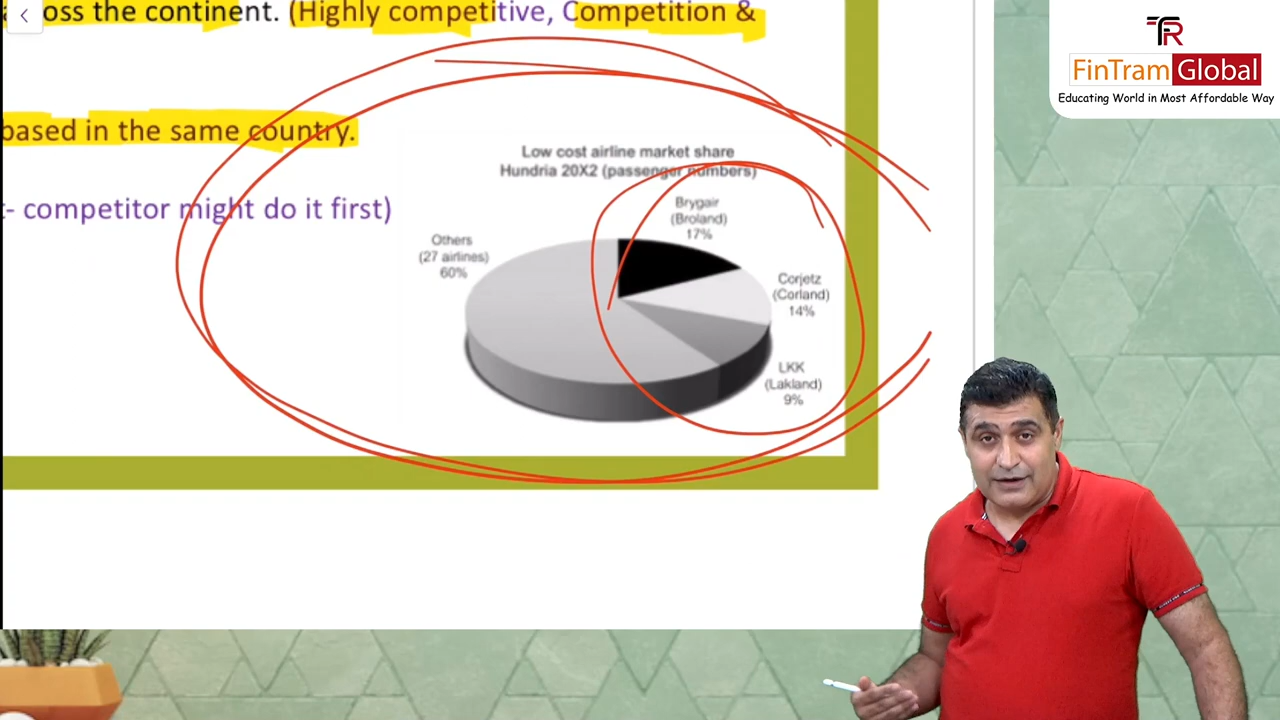 oss the continent. (Highly competitive, Competition &
based in the same country.
- competitor might do it first)
Low cost airline market share
Hundria 20X2 (passenger numbers)
Brygair
(Broland)
17%
Others
(27 airlines)
60%
Corjetz
(Corland)
14%
LKK
(Lakland)
9%
TR
FinTram Global
Educating World in Most Affordable Way